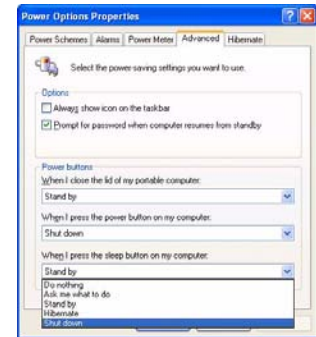 Power Options Properties
Power Schemes Alarms Power Meter Advanced Hibernate
Select the power saving settings you want to use.
Options
Always show icon on the taskbar
Prompt for password when computer resumes from standby
Power buttons
When I close the lid of my portable computer:
Stand by
When I press the power button on my computer:
Shut down
When I press the sleep button on my computer:
Stand by
Do nothing
Ask me what to do
Stand by
Hibernate
Shut down